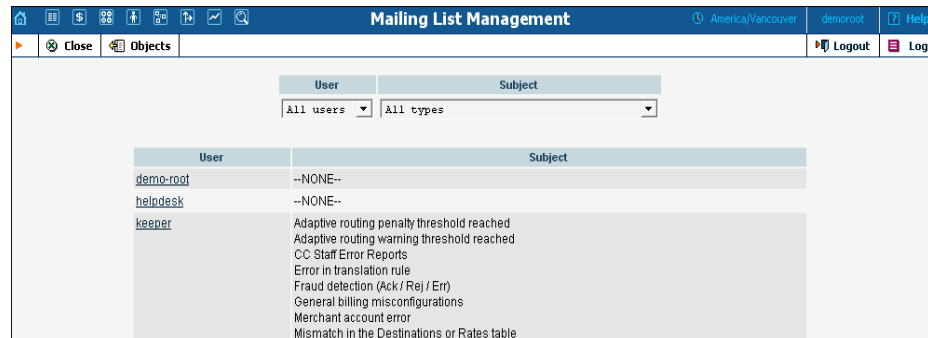 Mailing List Management America/Vancouver demoroot Help
Close Objects Logout Log
User Subject
All users All types
User Subject
demo-root --NONE--
helpdesk --NONE--
keeper Adaptive routing penalty threshold reached
Adaptive routing warning threshold reached
CC Staff Error Reports
Error in translation rule
Fraud detection (Ack / Rej / Err)
General billing misconfigurations
Merchant account error
Mismatch in the Destinations or Rates table